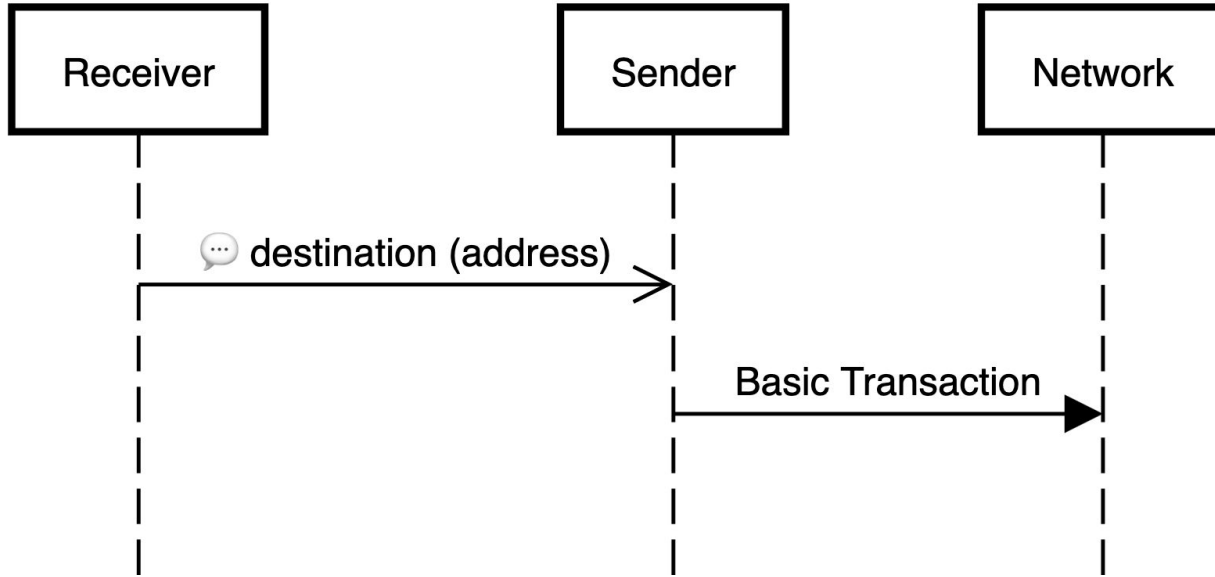 Receiver
Sender
Network
💬 destination (address)
Basic Transaction